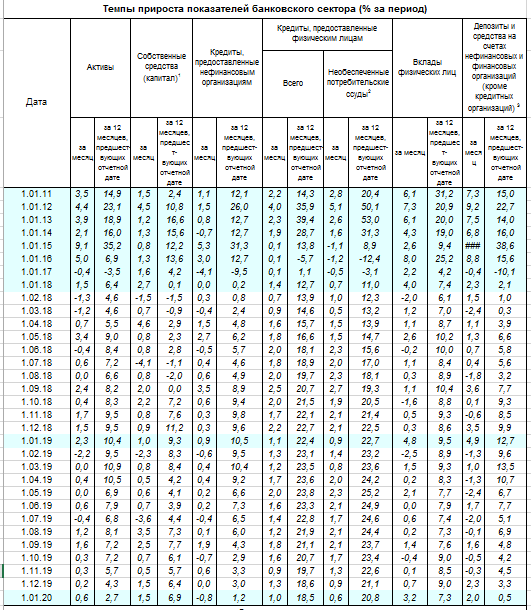 Темпы прироста показателей банковского сектора (% за период)
Дата
Активы
Собственные средства (капитал)¹
Кредиты, предоставленные нефинансовым организациям
Кредиты, предоставленные физическим лицам
Всего
Необеспеченные потребительские ссуды²
Вклады физических лиц
Депозиты и средства на счетах нефинансовых и финансовых организаций (кроме кредитных организаций) ³
за месяц за 12 месяцев, предшест-вующих отчетной дате за месяц за 12 месяцев, предшест-вующих отчетной дате за месяц за 12 месяцев, предшест-вующих отчетной дате за месяц за 12 месяцев, предшест-вующих отчетной дате за месяц за 12 месяцев, предшест-вующих отчетной дате за месяц за 12 месяцев, предшест-вующих отчетной дате за месяц за 12 месяцев, предшест-вующих отчетной дате
1.01.11 3,5 14,9 1,5 2,4 1,1 12,1 2,2 14,3 2,8 20,4 6,1 31,2 7,3 15,0
1.01.12 4,4 23,1 4,5 10,8 1,5 26,0 4,0 35,9 5,1 50,1 7,3 20,9 9,2 22,7
1.01.13 3,9 18,9 1,2 16,6 0,8 12,7 2,3 39,4 2,6 53,0 6,1 20,0 7,5 14,0
1.01.14 2,1 16,0 1,3 15,6 -0,7 12,7 1,9 28,7 1,6 31,3 4,3 19,0 6,8 16,0
1.01.15 9,1 35,2 0,8 12,2 5,3 31,3 0,1 13,8 -1,1 8,9 2,6 9,4 ### 38,6
1.01.16 5,0 6,9 1,3 13,6 3,0 12,7 0,1 -5,7 -1,2 -12,4 8,0 25,2 8,8 15,6
1.01.17 -0,4 -3,5 1,6 4,2 -4,1 -9,5 0,1 1,1 -0,5 -3,1 2,2 4,2 -0,4 -10,1
1.01.18 1,5 6,4 2,7 0,1 0,0 0,2 1,4 12,7 0,7 11,0 4,0 7,4 2,3 2,1
1.02.18 -1,3 4,6 -1,5 -1,5 0,3 0,8 0,7 13,9 1,0 12,3 -2,0 6,1 1,5 1,0
1.03.18 -1,2 4,6 0,7 -0,9 -0,4 2,4 0,9 14,6 0,5 13,2 1,2 7,0 -2,4 0,3
1.04.18 0,7 5,5 4,6 2,9 1,5 4,8 1,6 15,7 1,5 13,9 1,1 8,7 1,1 3,9
1.05.18 3,4 9,0 0,8 2,3 2,7 6,2 1,8 16,6 1,5 14,7 2,6 10,2 1,3 6,6
1.06.18 -0,4 8,4 0,8 2,8 -0,5 5,7 2,0 18,1 2,3 15,6 -0,2 10,0 0,7 5,8
1.07.18 0,6 7,2 -4,1 -1,1 0,4 4,6 1,8 18,9 2,0 17,0 1,1 8,4 0,4 5,6
1.08.18 0,0 6,6 0,8 -2,0 0,6 4,9 2,0 19,7 2,3 18,1 0,3 8,9 -1,8 3,2
1.09.18 2,4 8,2 2,0 0,0 3,5 8,9 2,5 20,7 2,7 19,3 1,1 10,4 3,6 7,7
1.10.18 0,4 8,3 2,2 7,2 0,6 9,4 2,0 21,5 1,9 20,5 -1,6 8,8 0,1 9,3
1.11.18 1,7 9,5 0,8 7,6 0,3 9,8 1,7 22,1 2,1 21,4 0,5 9,3 -0,6 8,5
1.12.18 1,5 9,5 0,9 11,2 0,3 9,6 2,2 22,7 2,1 22,5 0,3 8,6 3,5 9,9
1.01.19 2,3 10,4 1,0 9,3 0,9 10,5 1,1 22,4 0,9 22,7 4,8 9,5 4,9 12,7
1.02.19 -2,2 9,5 -2,3 8,3 -0,6 9,5 1,3 23,1 1,4 23,2 -2,5 8,9 -1,3 9,6
1.03.19 0,0 10,9 0,8 8,4 0,4 10,4 1,2 23,5 0,8 23,6 1,5 9,3 1,0 13,5
1.04.19 0,4 10,5 0,5 4,2 0,4 9,2 1,7 23,6 2,0 24,2 0,2 8,3 -1,3 10,7
1.05.19 0,0 6,9 0,6 4,1 0,2 6,6 2,0 23,8 2,3 25,2 2,1 7,7 -2,4 6,7
1.06.19 0,6 7,9 0,7 3,9 0,2 7,3 1,6 23,3 2,1 24,9 0,0 7,9 1,7 7,7
1.07.19 -0,4 6,8 -3,6 4,4 -0,4 6,5 1,4 22,8 1,7 24,6 0,6 7,4 -2,0 5,1
1.08.19 1,2 8,1 3,5 7,3 0,1 6,0 1,2 21,9 2,1 24,4 0,2 7,3 -0,1 6,9
1.09.19 1,6 7,2 2,5 7,7 1,9 4,3 1,8 21,1 2,1 23,7 1,4 7,6 1,6 4,8
1.10.19 0,3 7,2 0,7 6,1 -0,7 2,9 1,6 20,7 1,7 23,4 -0,4 9,0 -0,5 4,2
1.11.19 0,3 5,7 0,5 5,7 0,6 3,3 1,3 19,7 1,3 22,6 0,1 8,5 -0,3 4,5
1.12.19 0,2 4,3 1,5 6,4 0,0 3,0 1,3 18,6 0,9 21,1 0,7 9,0 2,3 3,3
1.01.20 0,6 2,7 1,5 6,9 -0,8 1,2 1,0 18,5 0,6 20,8 3,2 7,3 2,0 0,5